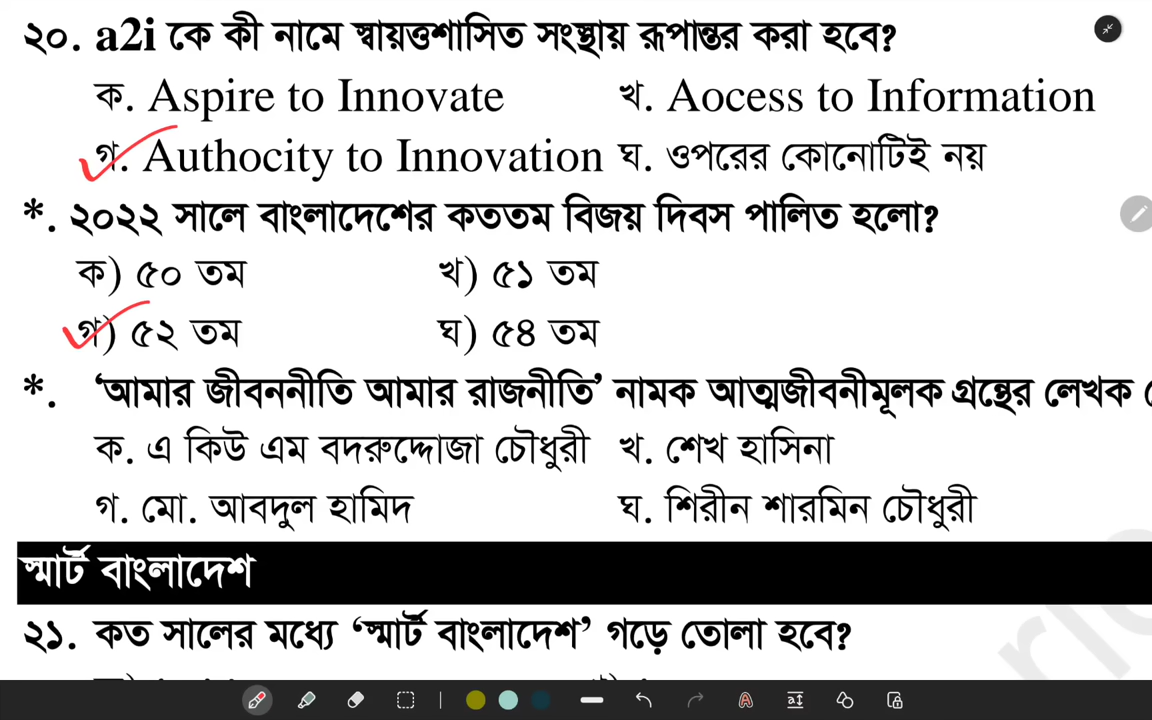 ২০. a2i কে কী নামে স্বায়ত্তশাসিত সংস্থায় রূপান্তর করা হবে?
ক. Aspire to Innovate খ. Aocess to Information
গ. Authocity to Innovation ঘ. ওপরের কোনোটিই নয়
*. ২০২২ সালে বাংলাদেশের কততম বিজয় দিবস পালিত হলো?
ক) ৫০ তম খ) ৫১ তম
গ) ৫২ তম ঘ) ৫৪ তম
*. ‘আমার জীবননীতি আমার রাজনীতি’ নামক আত্মজীবনীমূলক গ্রন্থের লেখক
ক. এ কিউ এম বদরুদ্দোজা চৌধুরী খ. শেখ হাসিনা
গ. মো. আবদুল হামিদ ঘ. শিরীন শারমিন চৌধুরী
স্মার্ট বাংলাদেশ
২১. কত সালের মধ্যে ‘স্মার্ট বাংলাদেশ’ গড়ে তোলা হবে?